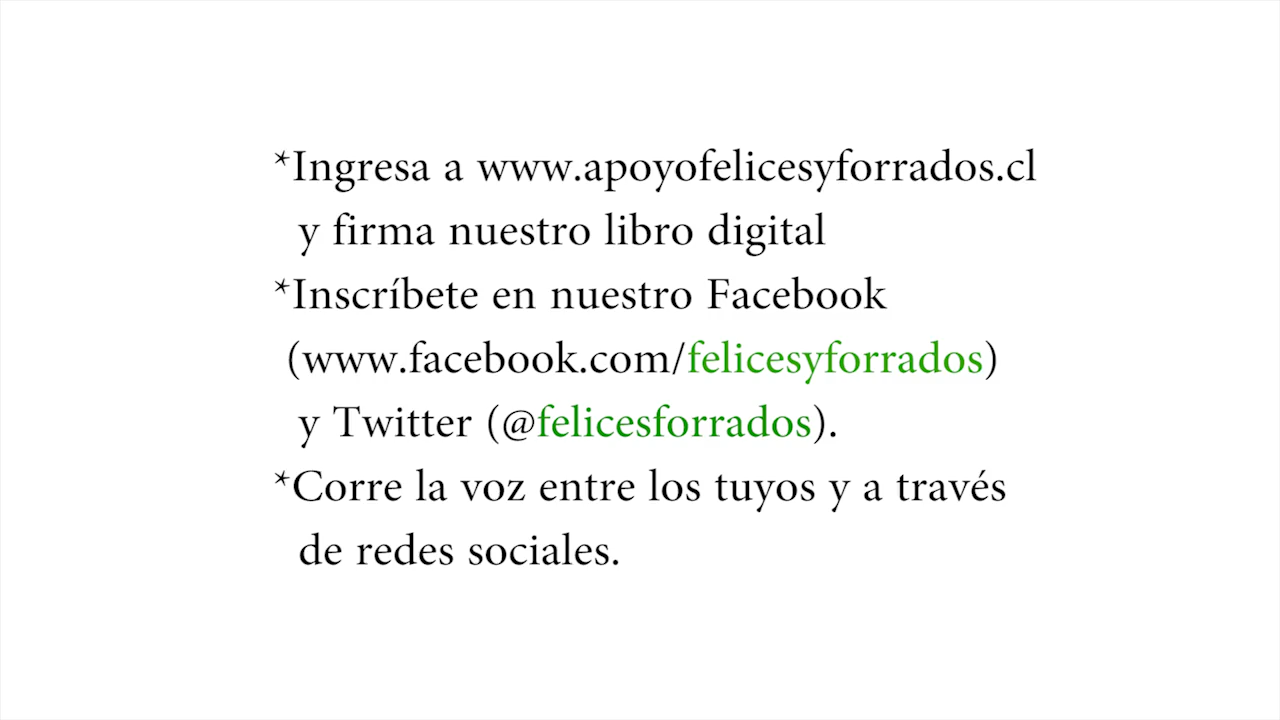 *Ingresa a www.apoyofelicesyforrados.cl
y firma nuestro libro digital
*Inscríbete en nuestro Facebook
(www.facebook.com/felicesyforrados)
y Twitter (@felicesforrados).
*Corre la voz entre los tuyos y a través
de redes sociales.